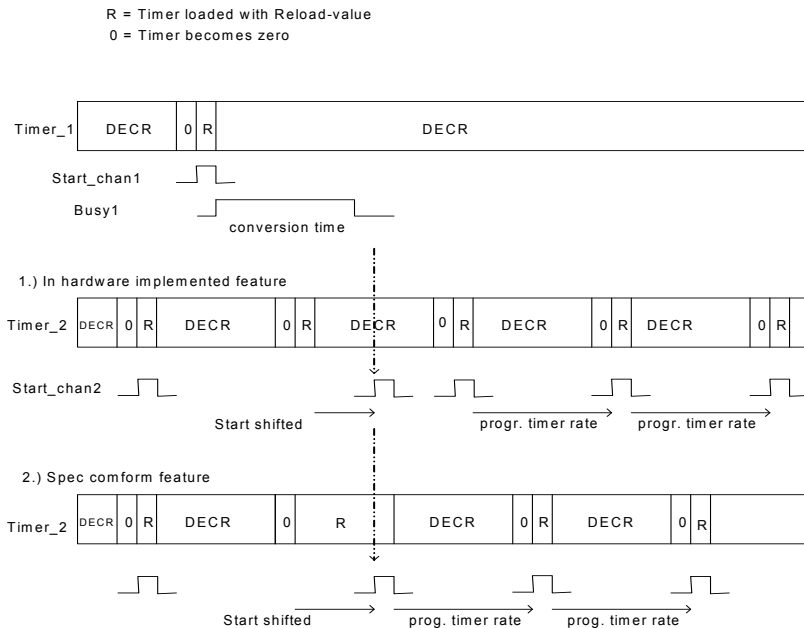 R = Timer loaded with Reload-value
0 = Timer becomes zero
Timer_1 DECR 0 R DECR
Start_chan1
Busy1
conversion time
1.) In hardware implemented feature
Timer_2 DECR 0 R DECR 0 R DECR 0 R DECR 0 R DECR 0 R
Start_chan2
Start shifted progr. timer rate progr. timer rate
2.) Spec comform feature
Timer_2 DECR 0 R DECR 0 R DECR 0 R DECR 0 R
Start shifted prog. timer rate prog. timer rate